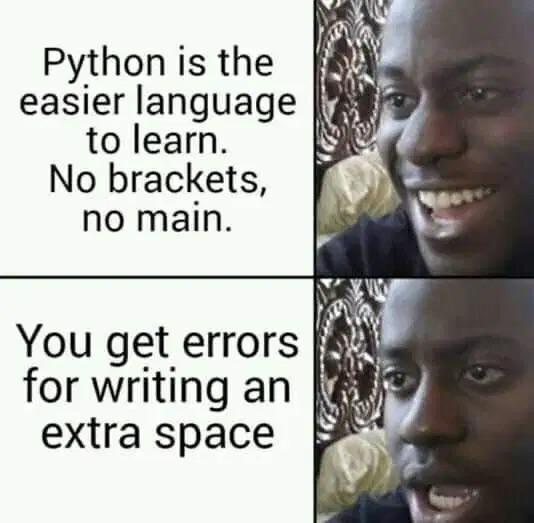 Python is the
easier language
to learn.
No brackets,
no main.
You get errors
for writing an
extra space